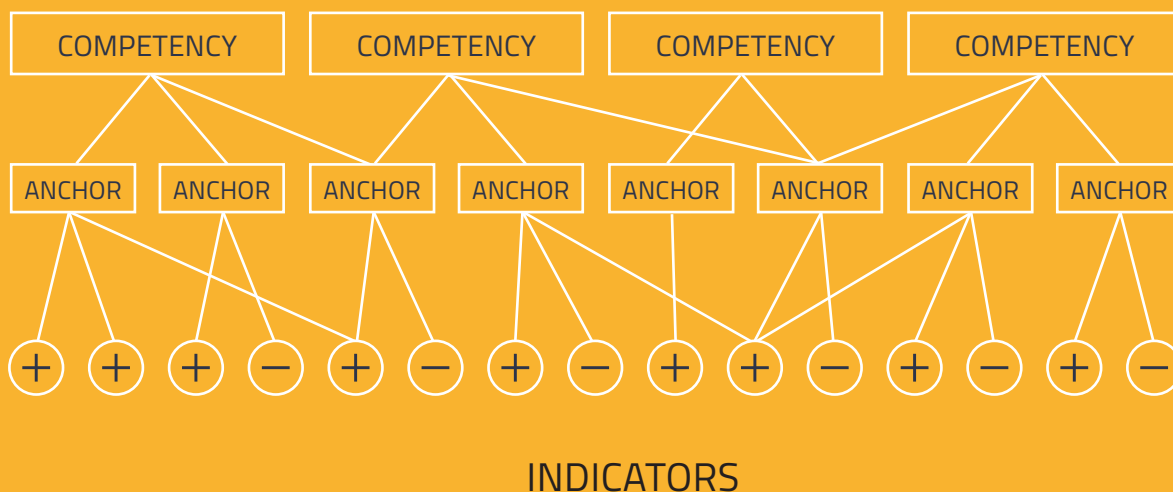 COMPETENCY COMPETENCY COMPETENCY COMPETENCY
ANCHOR ANCHOR ANCHOR ANCHOR ANCHOR ANCHOR ANCHOR ANCHOR
+ + + − + − + − + + − + − + −
INDICATORS